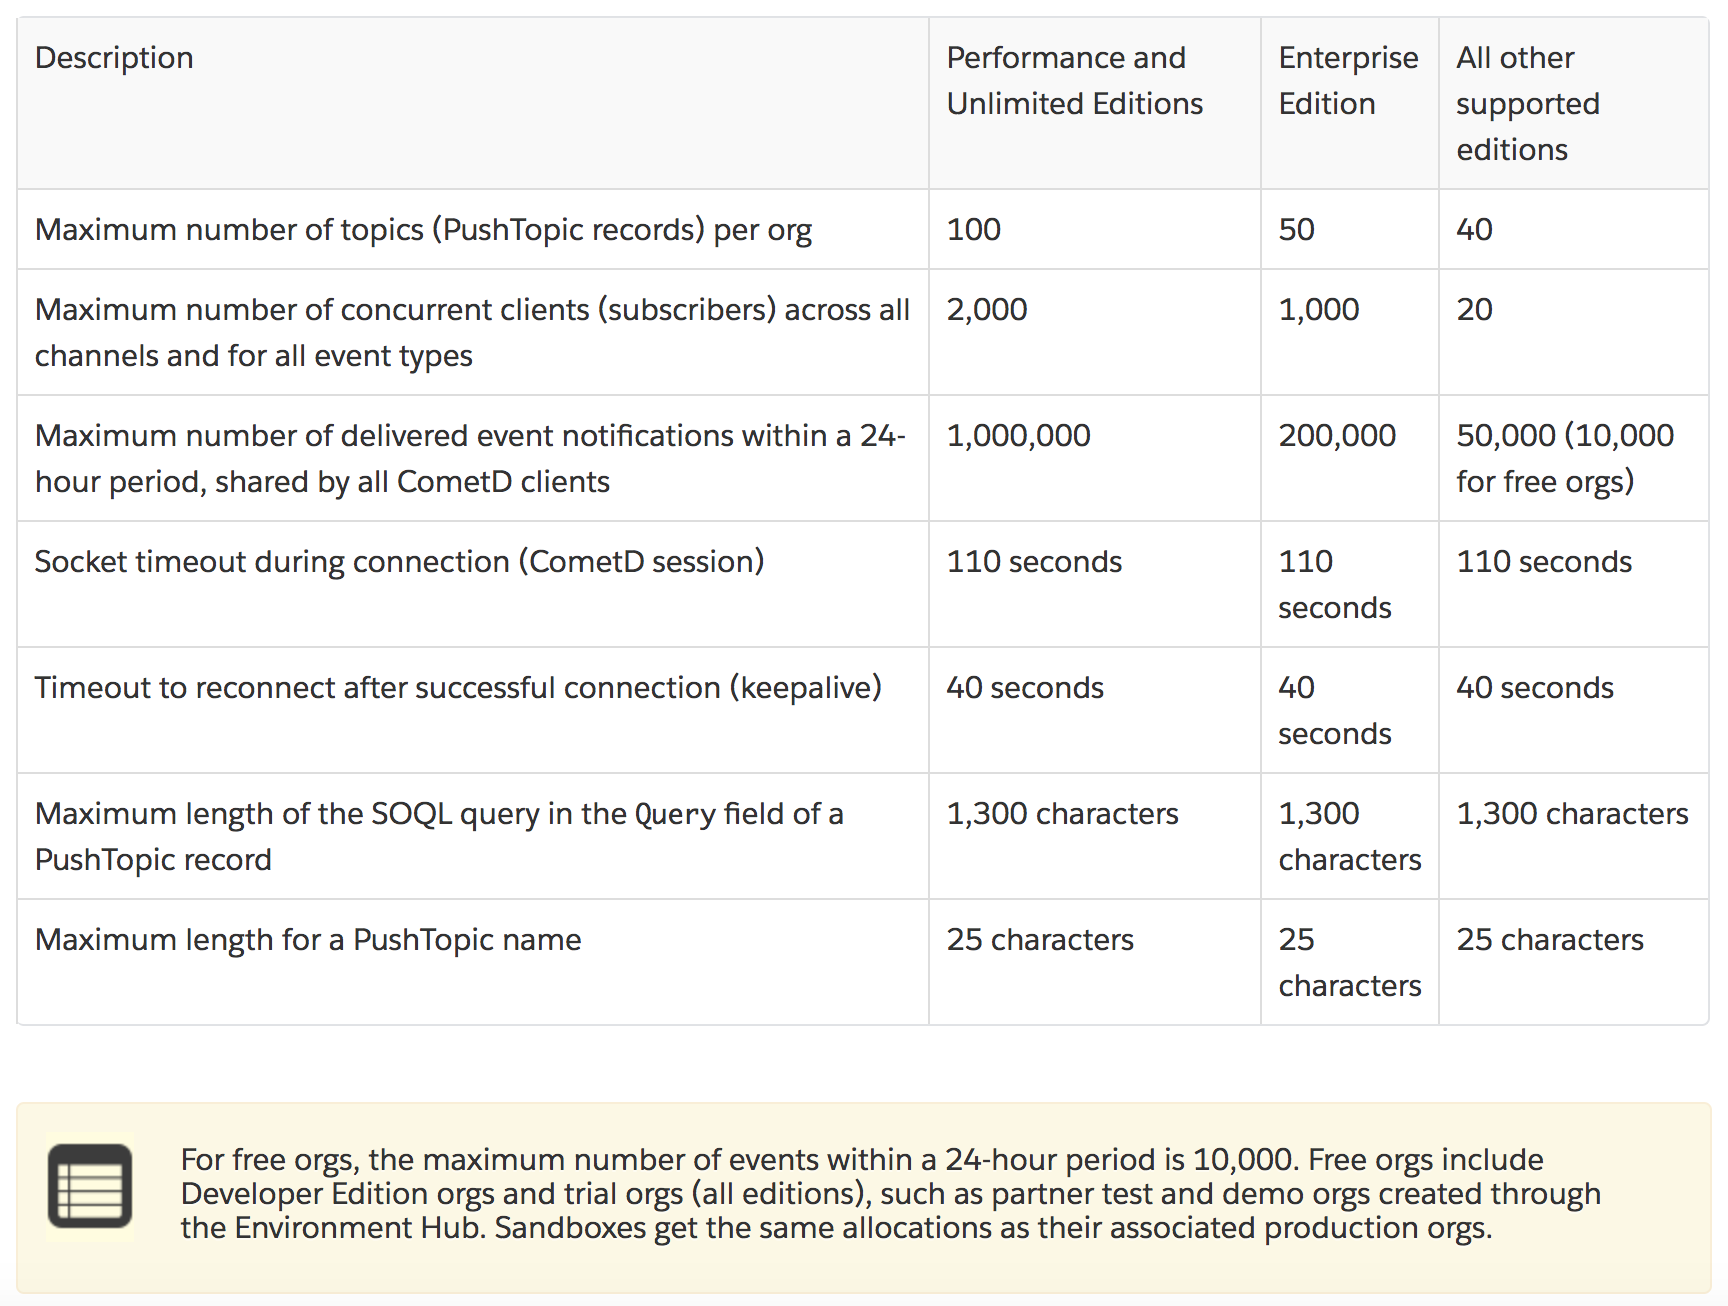 Description
Performance and
Unlimited Editions
Enterprise
Edition
All other
supported
editions
Maximum number of topics (PushTopic records) per org
100
50
40
Maximum number of concurrent clients (subscribers) across all
channels and for all event types
2,000
1,000
20
Maximum number of delivered event notifications within a 24-
hour period, shared by all CometD clients
1,000,000
200,000
50,000 (10,000
for free orgs)
Socket timeout during connection (CometD session)
110 seconds
110
seconds
110 seconds
Timeout to reconnect after successful connection (keepalive)
40 seconds
40
seconds
40 seconds
Maximum length of the SOQL query in the Query field of a
PushTopic record
1,300 characters
1,300
characters
1,300 characters
Maximum length for a PushTopic name
25 characters
25
characters
25 characters
For free orgs, the maximum number of events within a 24-hour period is 10,000. Free orgs include
Developer Edition orgs and trial orgs (all editions), such as partner test and demo orgs created through
the Environment Hub. Sandboxes get the same allocations as their associated production orgs.